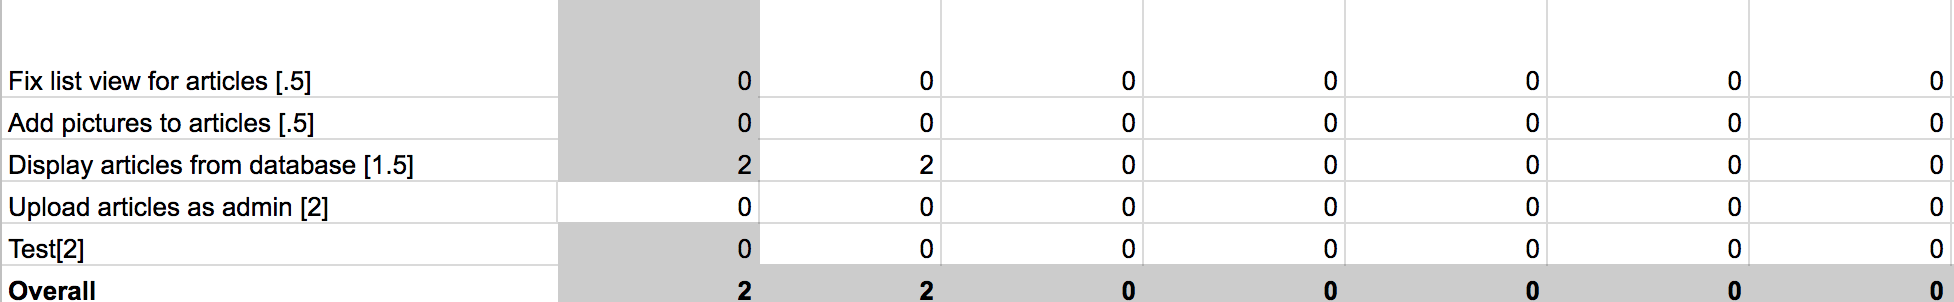 Fix list view for articles [.5] 0 0 0 0 0 0 0
Add pictures to articles [.5] 0 0 0 0 0 0 0
Display articles from database [1.5] 2 2 0 0 0 0 0
Upload articles as admin [2] 0 0 0 0 0 0 0
Test[2] 0 0 0 0 0 0 0
Overall 2 2 0 0 0 0 0